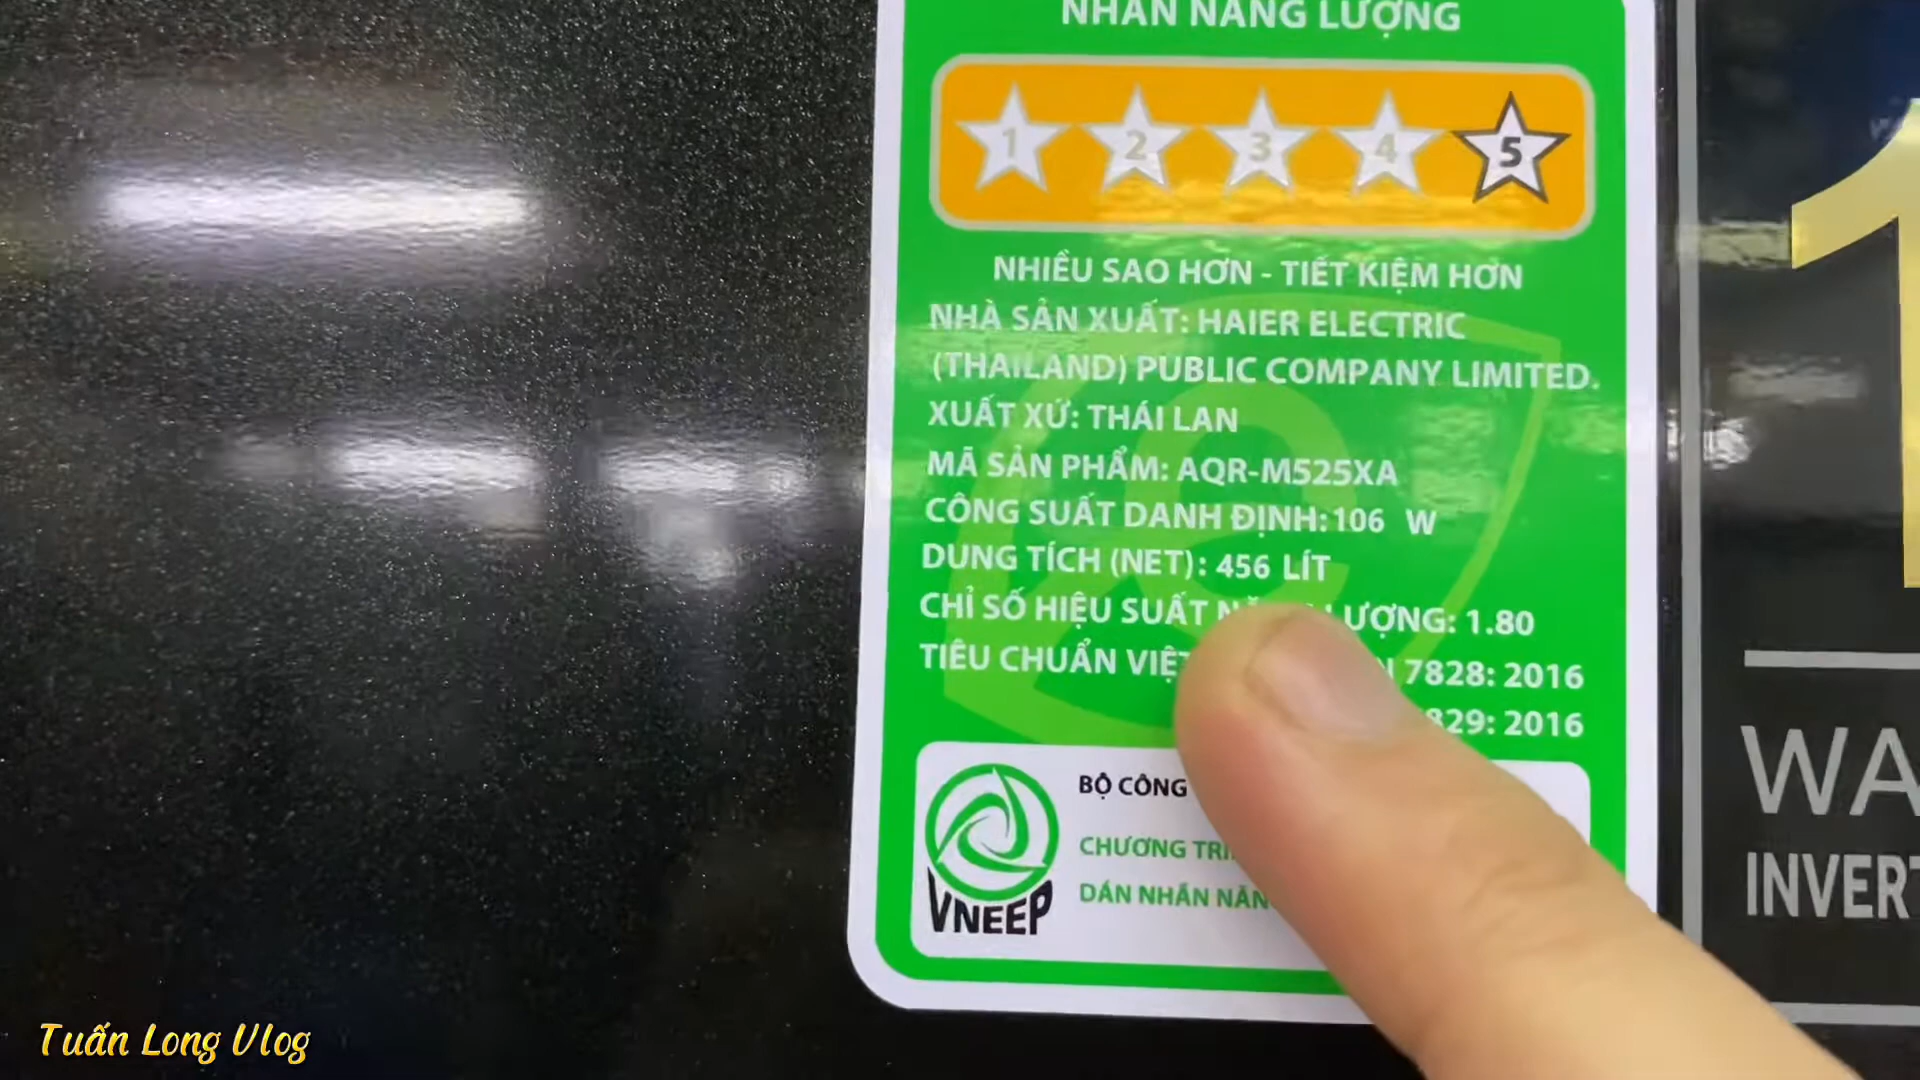 NHÃN NĂNG LƯỢNG
1 2 3 4 5
NHIỀU SAO HƠN - TIẾT KIỆM HƠN
NHÀ SẢN XUẤT: HAIER ELECTRIC
(THAILAND) PUBLIC COMPANY LIMITED.
XUẤT XỨ: THÁI LAN
MÃ SẢN PHẨM: AQR-M525XA
CÔNG SUẤT DANH ĐỊNH: 106 W
DUNG TÍCH (NET): 456 LÍT
CHỈ SỐ HIỆU SUẤT LƯỢNG: 1.80
TIÊU CHUẨN 7828: 2016
829: 2016
BỘ CÔNG
CHƯƠNG
DÁN NHÃN
VNEEP
1
WA
INVERT
Tuấn Long Vlog